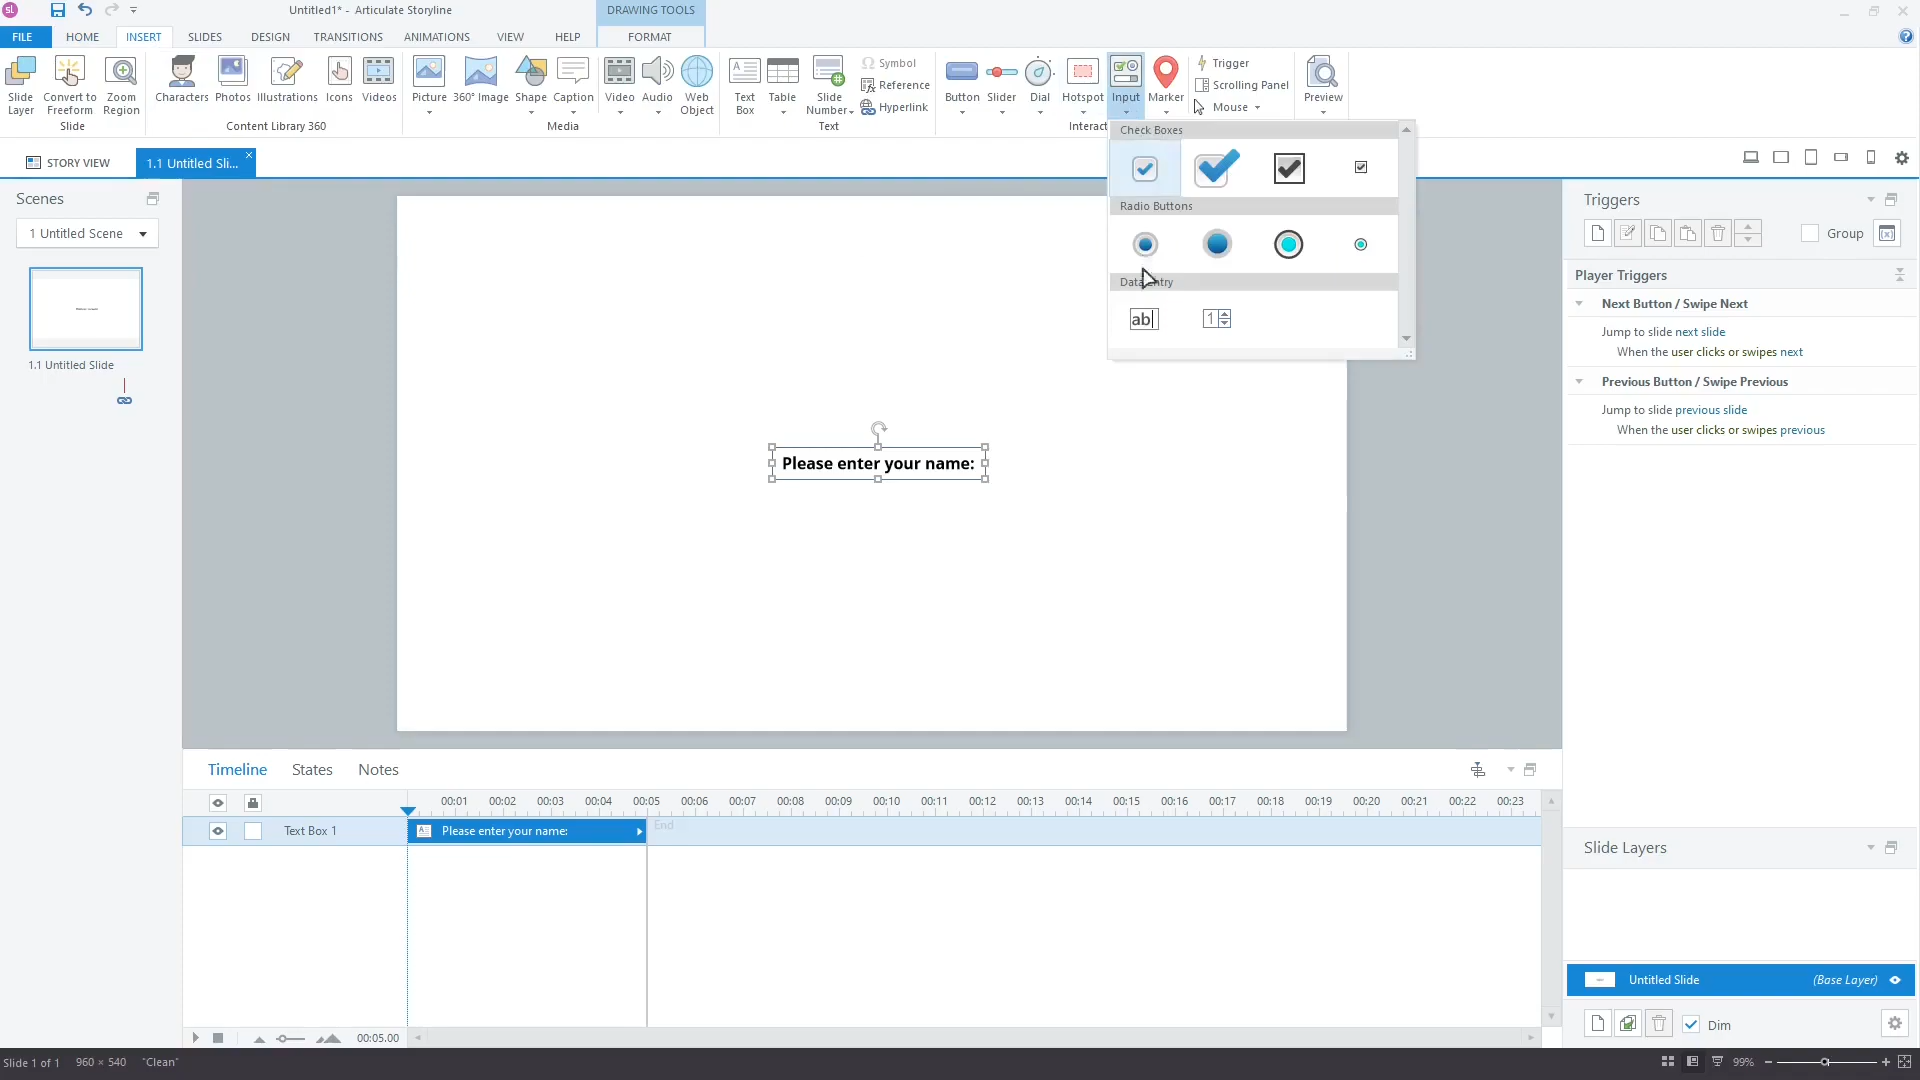 sl
Untitled1* - Articulate Storyline
DRAWING TOOLS
FILE
HOME
INSERT
SLIDES
DESIGN
TRANSITIONS
ANIMATIONS
VIEW
HELP
FORMAT
Slide Layer
Convert to Freeform
Zoom Region
Slide
Characters
Photos
Illustrations
Icons
Videos
Content Library 360
Picture
360° Image
Shape
Caption
Video
Audio
Web Object
Media
Text Box
Table
Slide Number
Symbol
Reference
Hyperlink
Text
Button
Slider
Dial
Hotspot
Input
Marker
Trigger
Scrolling Panel
Mouse
Interact
Preview
Check Boxes
Radio Buttons
Data Entry
ab
1
STORY VIEW
1.1 Untitled Sli...
Scenes
1 Untitled Scene
1.1 Untitled Slide
Please enter your name:
Triggers
Group
(x)
Player Triggers
Next Button / Swipe Next
Jump to slide next slide
When the user clicks or swipes next
Previous Button / Swipe Previous
Jump to slide previous slide
When the user clicks or swipes previous
Timeline
States
Notes
00:01 00:02 00:03 00:04 00:05 00:06 00:07 00:08 00:09 00:10 00:11 00:12 00:13 00:14 00:15 00:16 00:17 00:18 00:19 00:20 00:21 00:22 00:23
Text Box 1
Please enter your name:
End
00:05.00
Slide Layers
Untitled Slide
(Base Layer)
Dim
Slide 1 of 1
960 × 540
"Clean"
99%